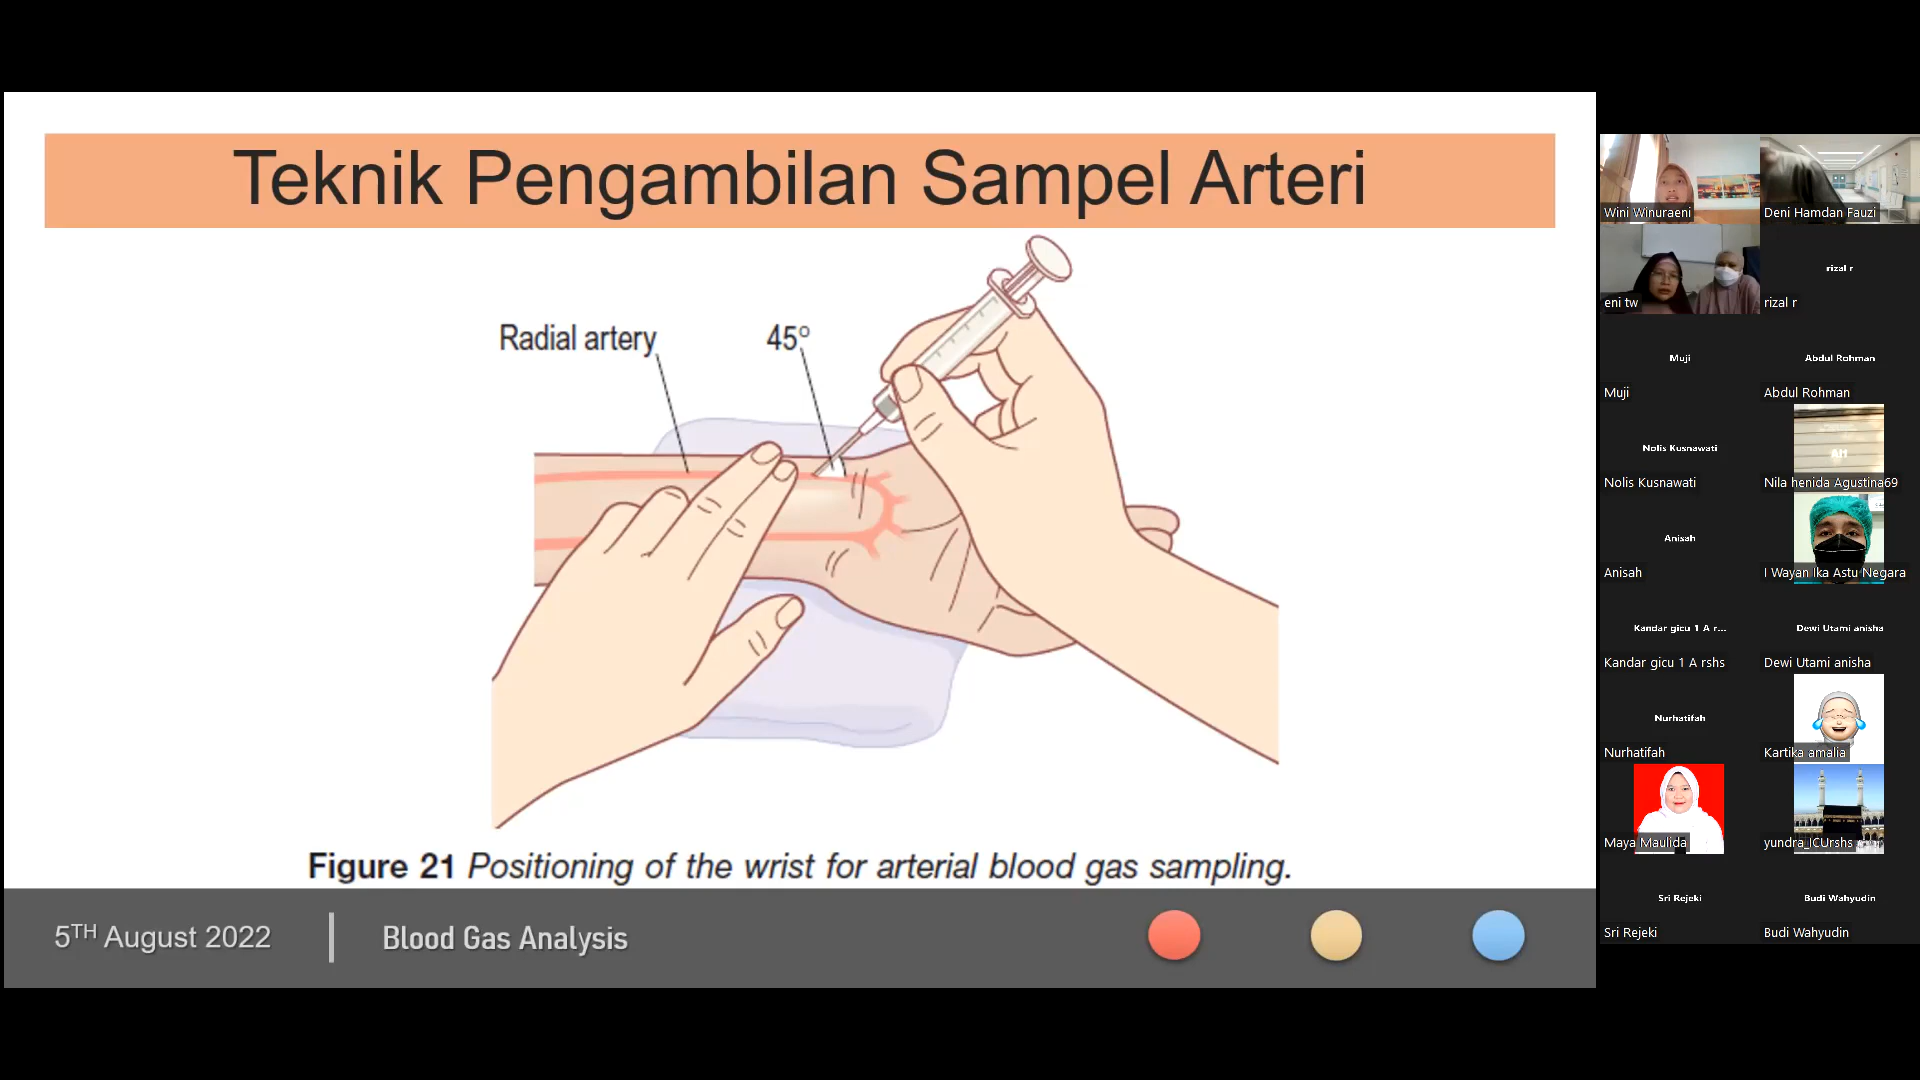 Teknik Pengambilan Sampel Arteri
Radial artery
45°
Figure 21 Positioning of the wrist for arterial blood gas sampling.
5TH August 2022
Blood Gas Analysis
Wini Winuraeni
Deni Hamdan Fauzi
eni tw
rizal r
rizal r
Muji
Muji
Abdul Rohman
Abdul Rohman
Nolis Kusnawati
Nolis Kusnawati
Nila henida Agustina69
Anisah
Anisah
I Wayan Ika Astu Negara
Kandar gicu 1 A r...
Kandar gicu 1 A rshs
Dewi Utami anisha
Dewi Utami anisha
Nurhatifah
Nurhatifah
Kartika amalia
Maya Maulida
yundra_ICUrshs
Sri Rejeki
Sri Rejeki
Budi Wahyudin
Budi Wahyudin